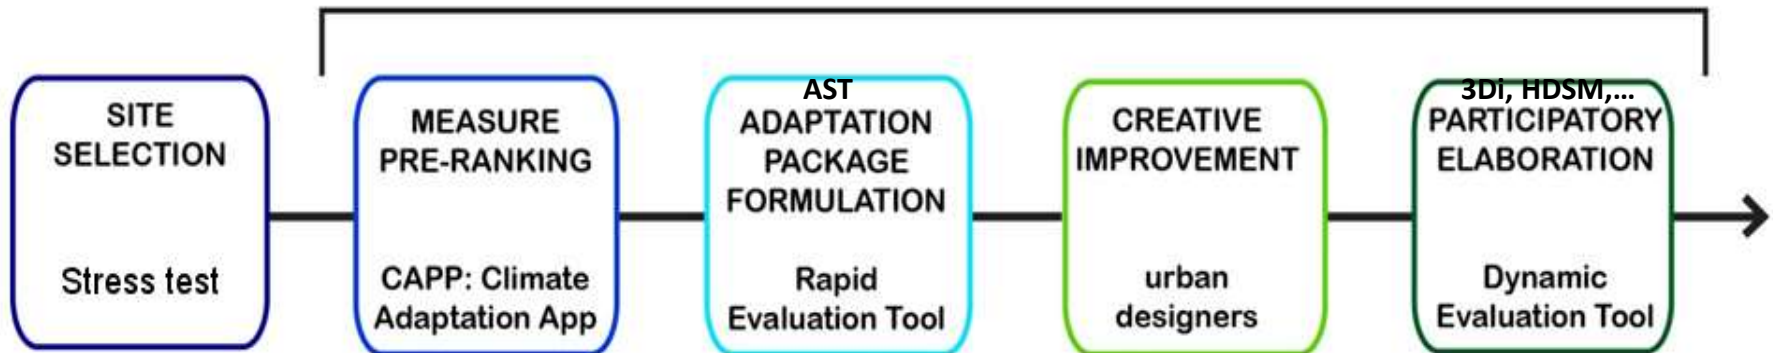 SITE
SELECTION
Stress test
MEASURE
PRE-RANKING
CAPP: Climate
Adaptation App
AST
ADAPTATION
PACKAGE
FORMULATION
Rapid
Evaluation Tool
CREATIVE
IMPROVEMENT
urban
designers
3Di, HDSM,...
PARTICIPATORY
ELABORATION
Dynamic
Evaluation Tool